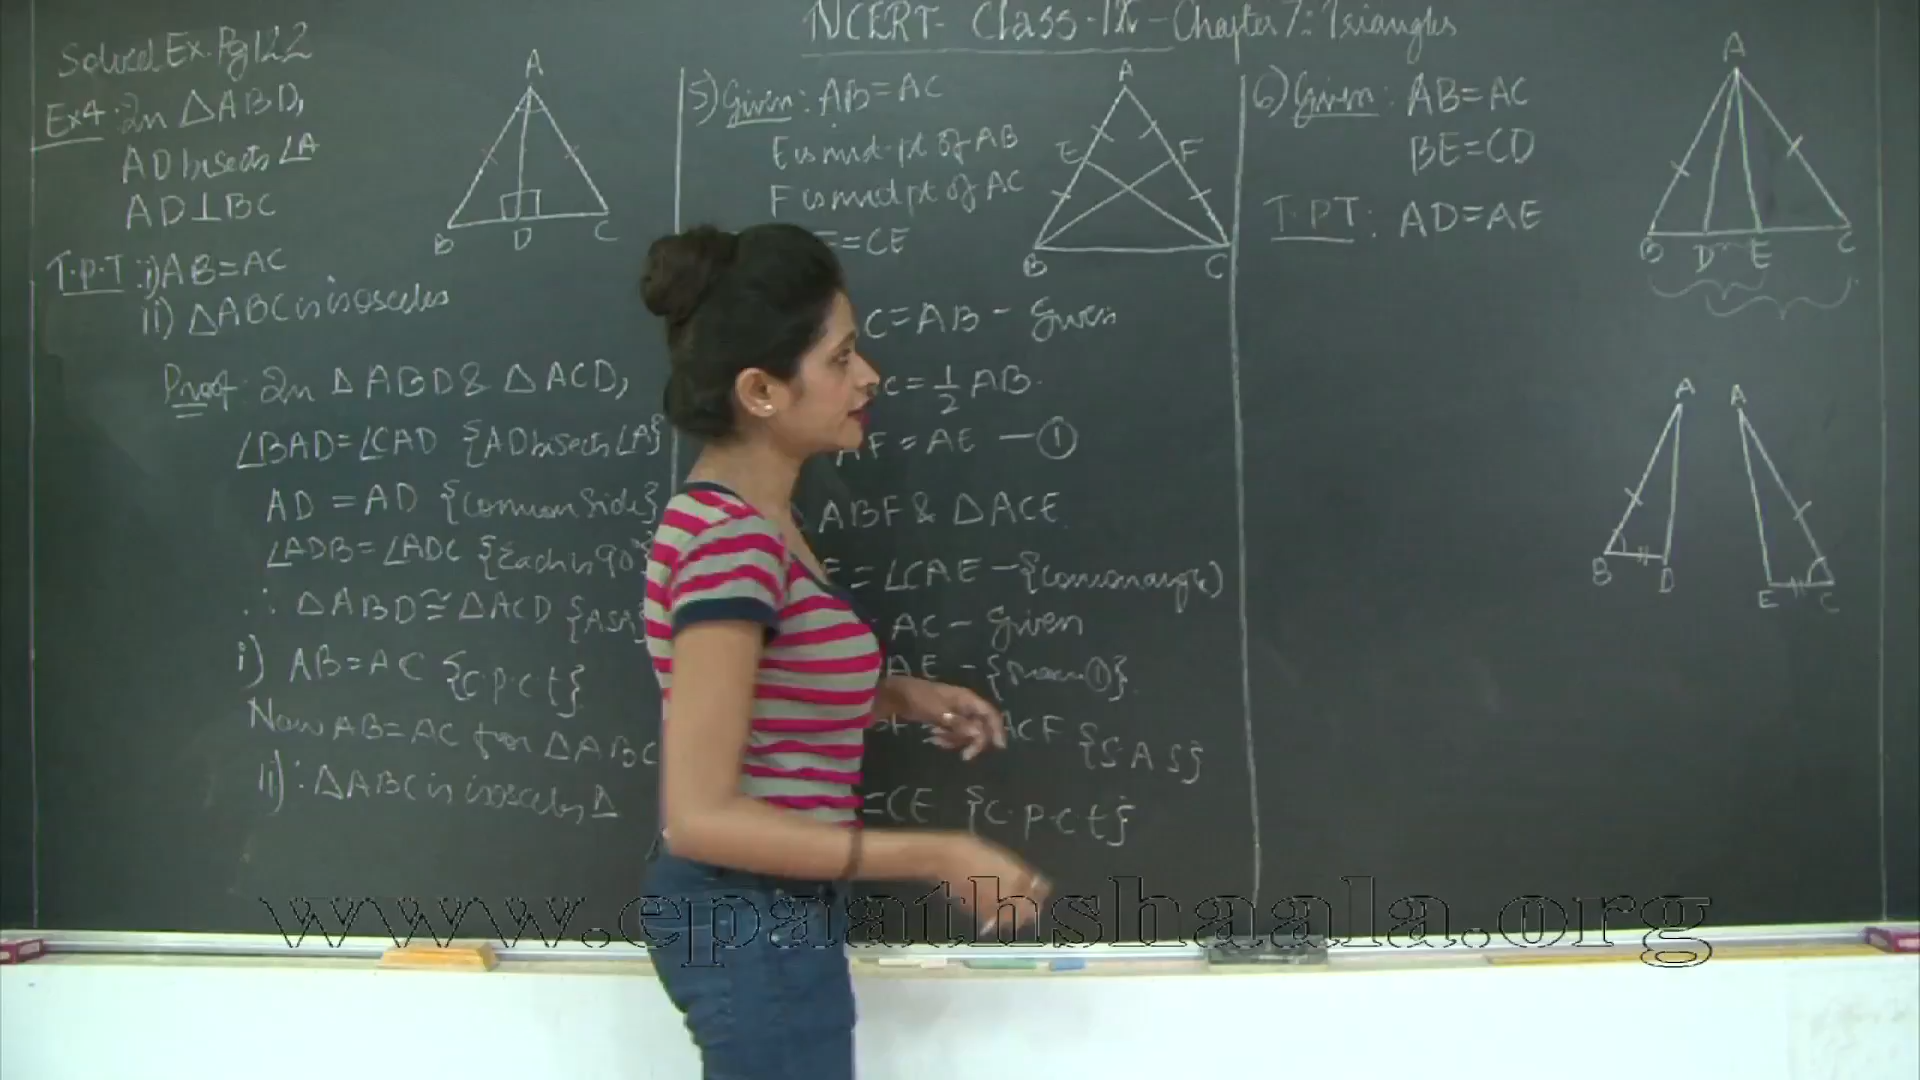 NCERT- Class-IX - Chapter 7: Triangles
Solved Ex. Pg 122
Ex4: In △ABD,
AD bisects ∠A
AD⊥BC
T.P.T: i) AB=AC
ii) △ABC is isosceles
Proof: In △ABD & △ACD,
∠BAD=∠CAD {AD bisects ∠A}
AD = AD {common side}
∠ADB=∠ADC {Each is 90°}
∴ △ABD≅△ACD {ASA}
i) AB=AC {c.p.c.t}
Now AB=AC for △ABC
ii) ∴ △ABC is isosceles △
A
B
D
C
5) Given: AB=AC
E is mid-pt of AB
F is mid pt of AC
=CE
C=AB - Given
C=1/2 AB
AF = AE — ①
ABF & △ACE
E = ∠CAE - {common angle}
AC - Given
AE - {from ①}
ACF {SAS}
=CE {c.p.c.t}
A
E
F
B
C
6) Given: AB=AC
BE=CD
T.P.T: AD=AE
A
B
D
E
C
A
A
B
D
E
C
www.epaathshaala.org